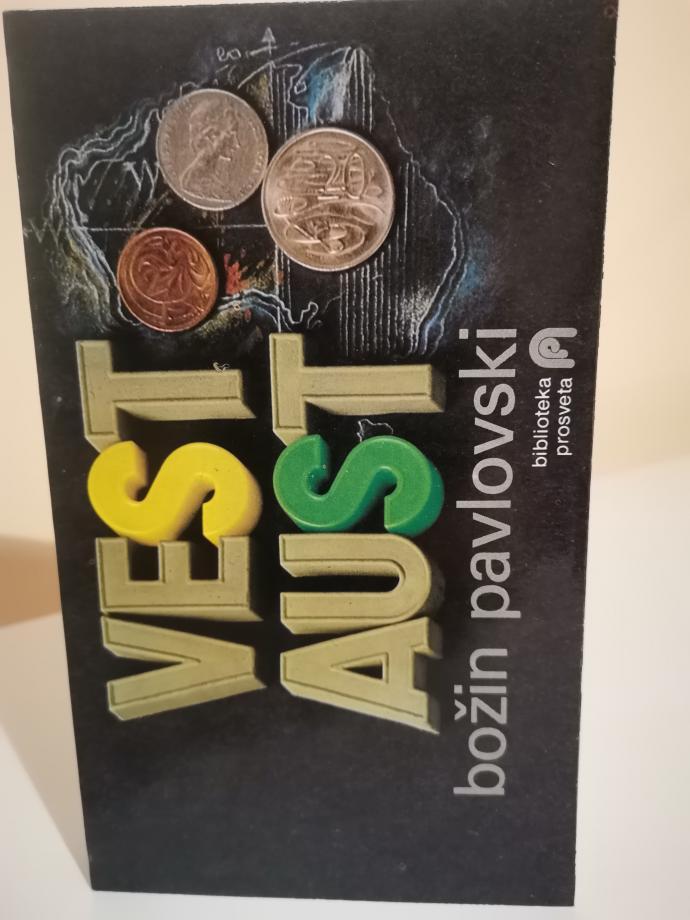 VEST
AUST
božin pavlovski
biblioteka
prosveta